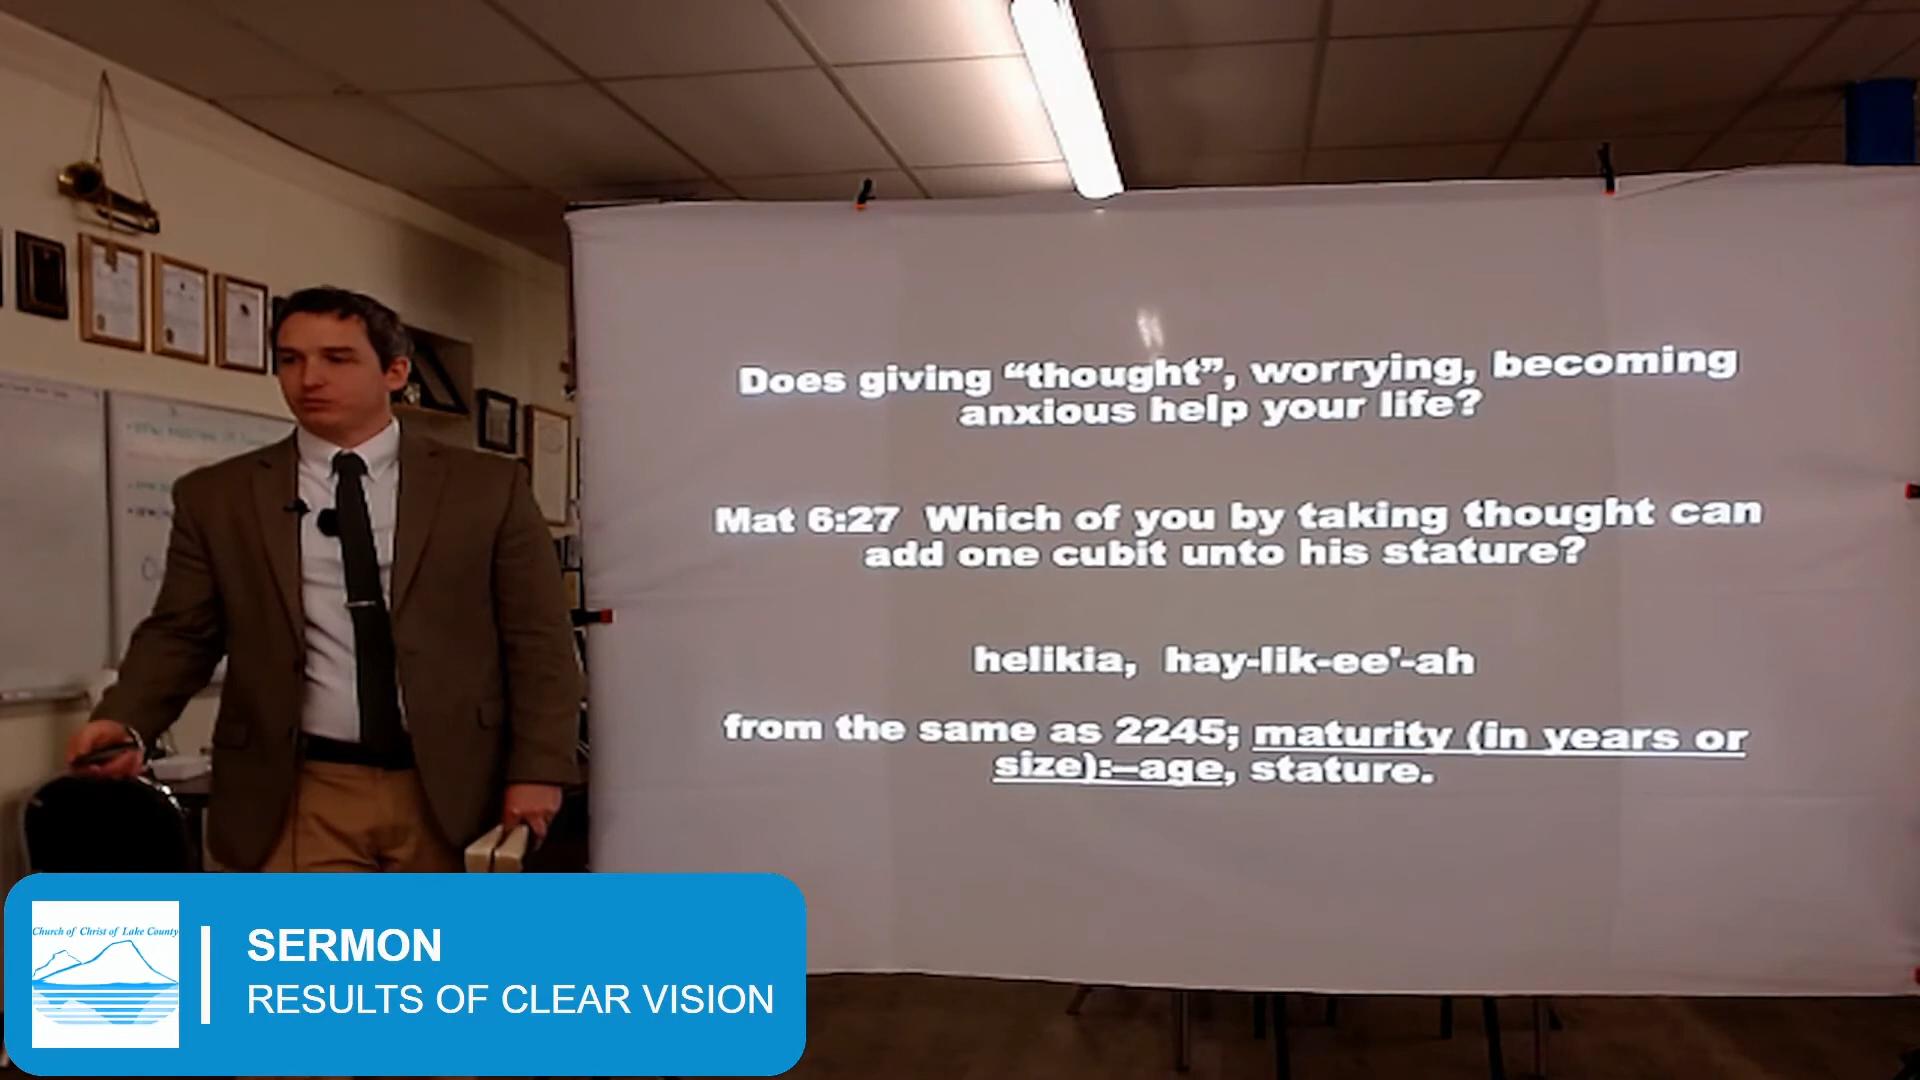 Does giving “thought”, worrying, becoming
anxious help your life?
Mat 6:27 Which of you by taking thought can
add one cubit unto his stature?
helikia, hay-lik-ee'-ah
from the same as 2245; maturity (in years or
size):—age, stature.
Church of Christ of Lake County
SERMON
RESULTS OF CLEAR VISION